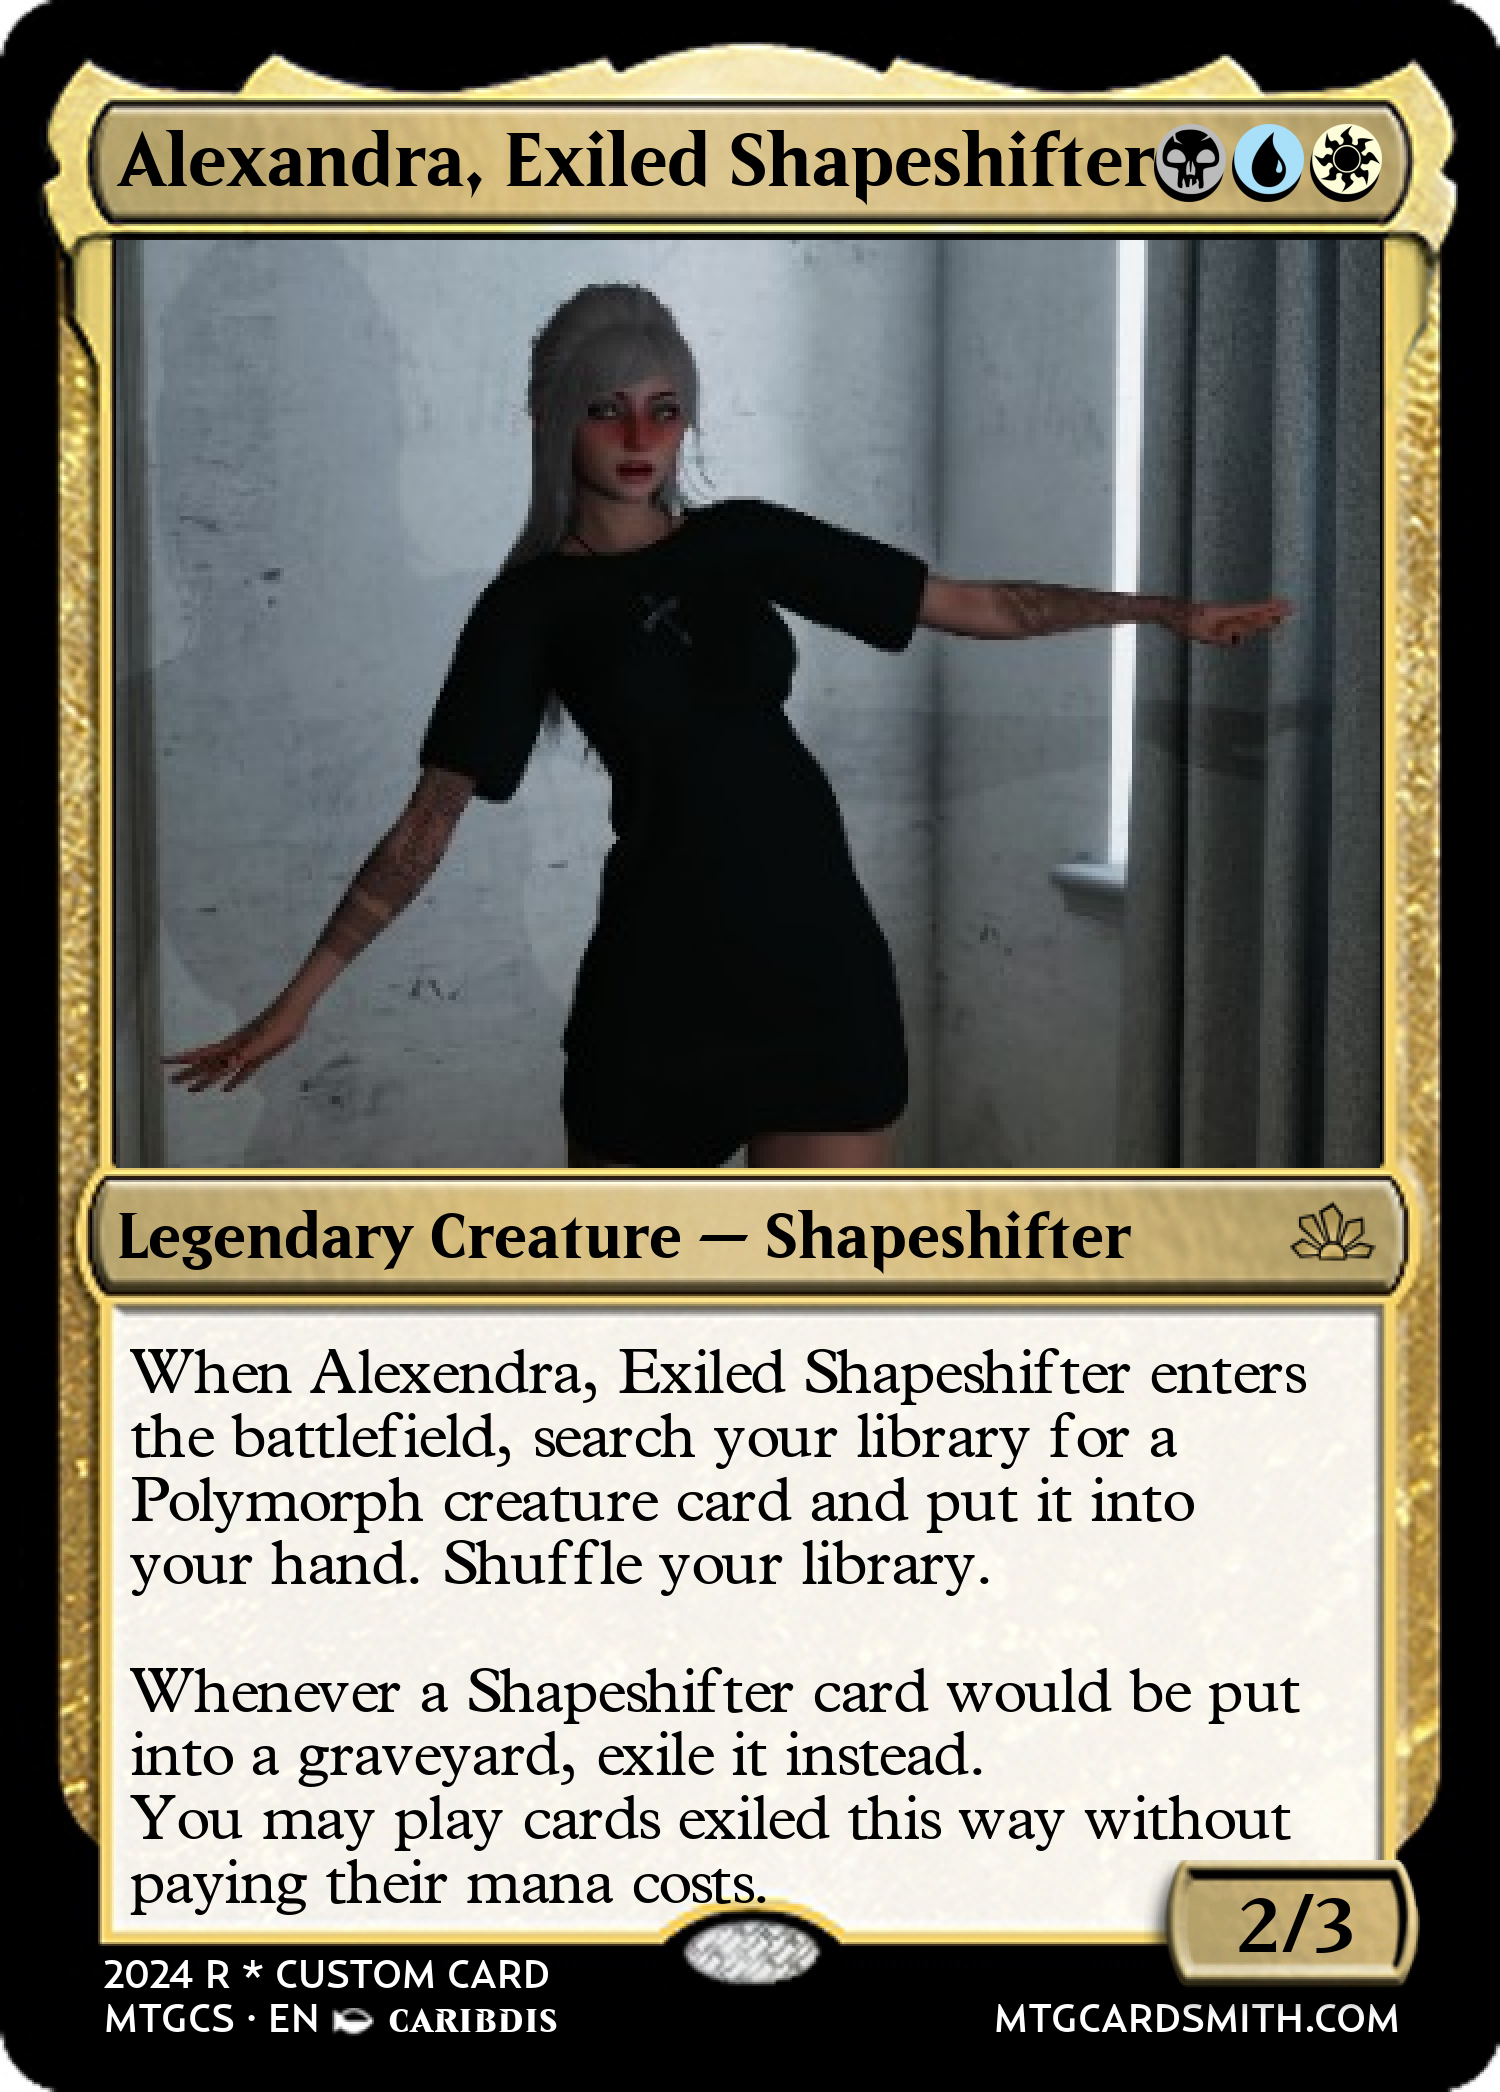 Alexandra, Exiled Shapeshifter
Legendary Creature — Shapeshifter
When Alexendra, Exiled Shapeshifter enters
the battlefield, search your library for a
Polymorph creature card and put it into
your hand. Shuffle your library.
Whenever a Shapeshifter card would be put
into a graveyard, exile it instead.
You may play cards exiled this way without
paying their mana costs.
2/3
2024 R * CUSTOM CARD
MTGCS · EN CARIBDIS
MTGCARDSMITH.COM